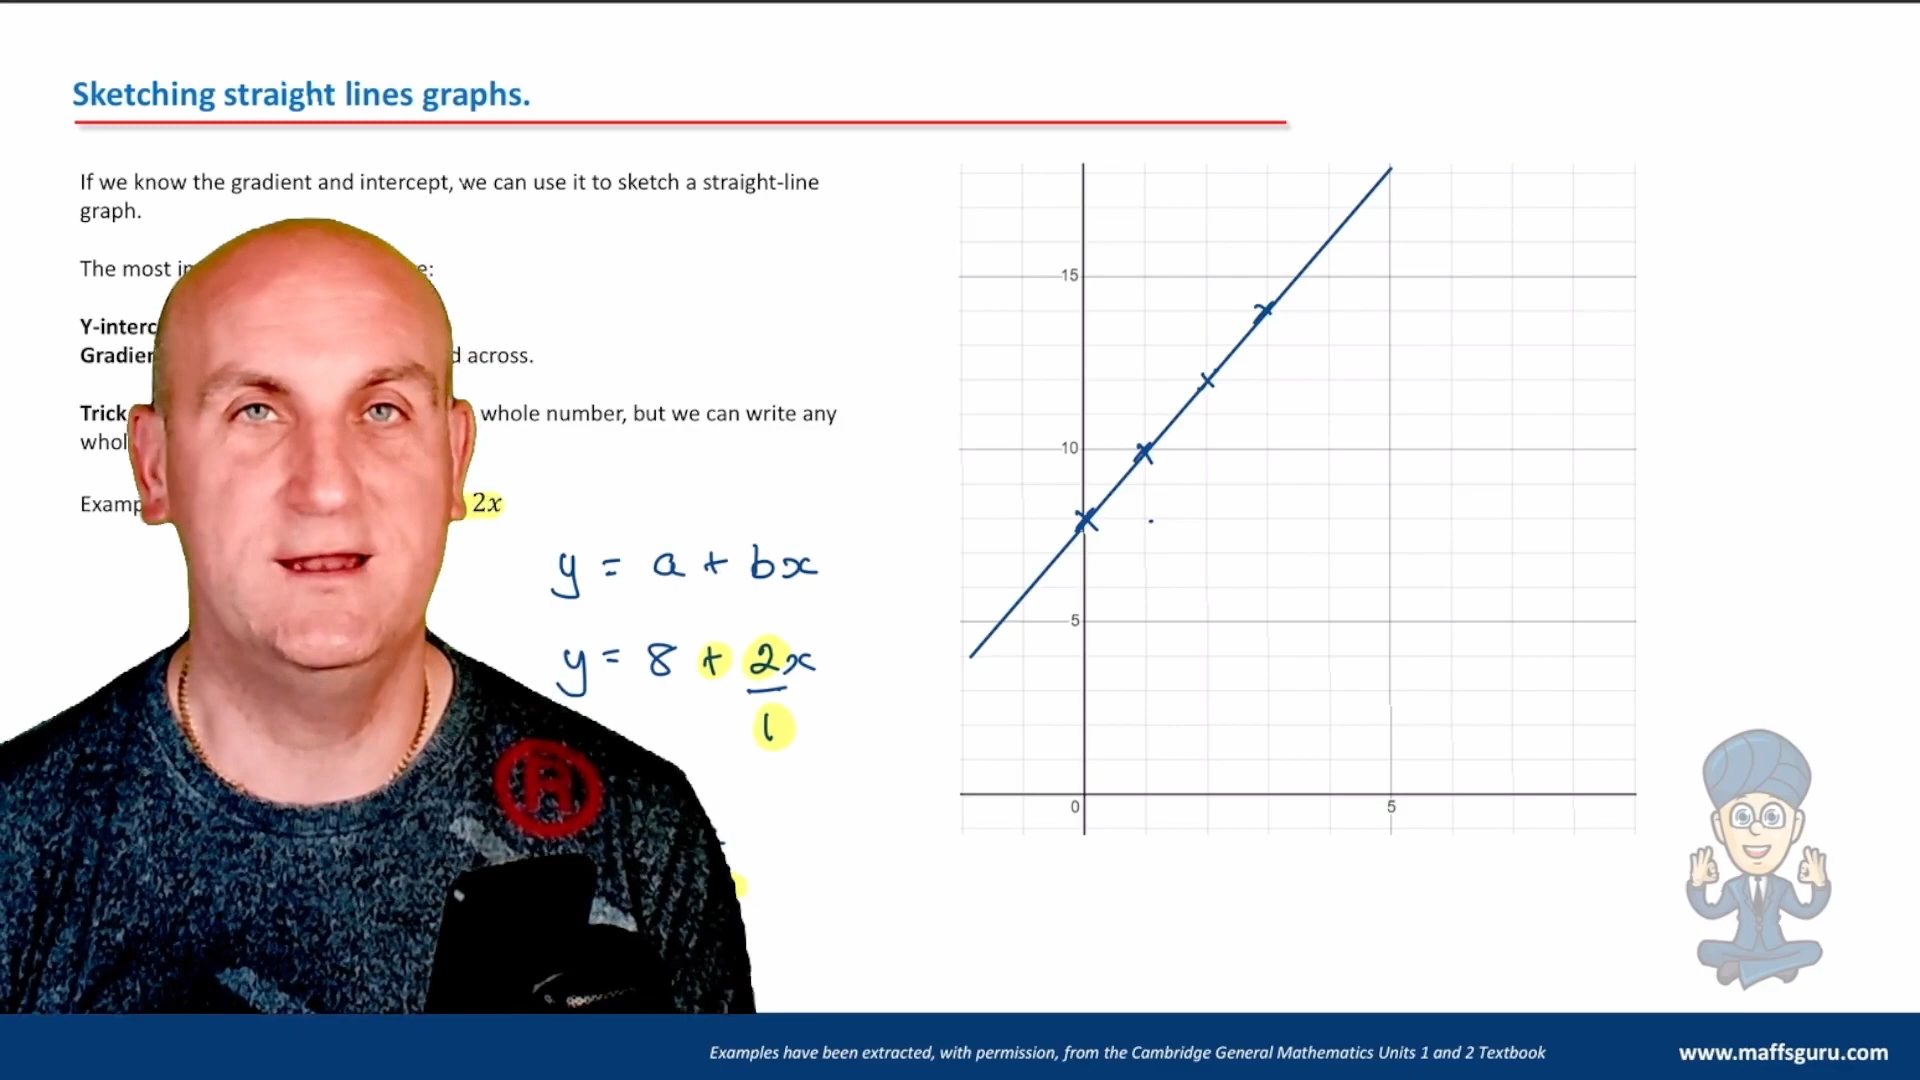 Sketching straight lines graphs.
If we know the gradient and intercept, we can use it to sketch a straight-line
graph.
The most
e:
Y-interc
Gradier d across.
Trick whole number, but we can write any
whol
Examp 2x
y = a + bx
y = 8 + 2x
1
15
10
5
0 5
Examples have been extracted, with permission, from the Cambridge General Mathematics Units 1 and 2 Textbook
www.maffsguru.com